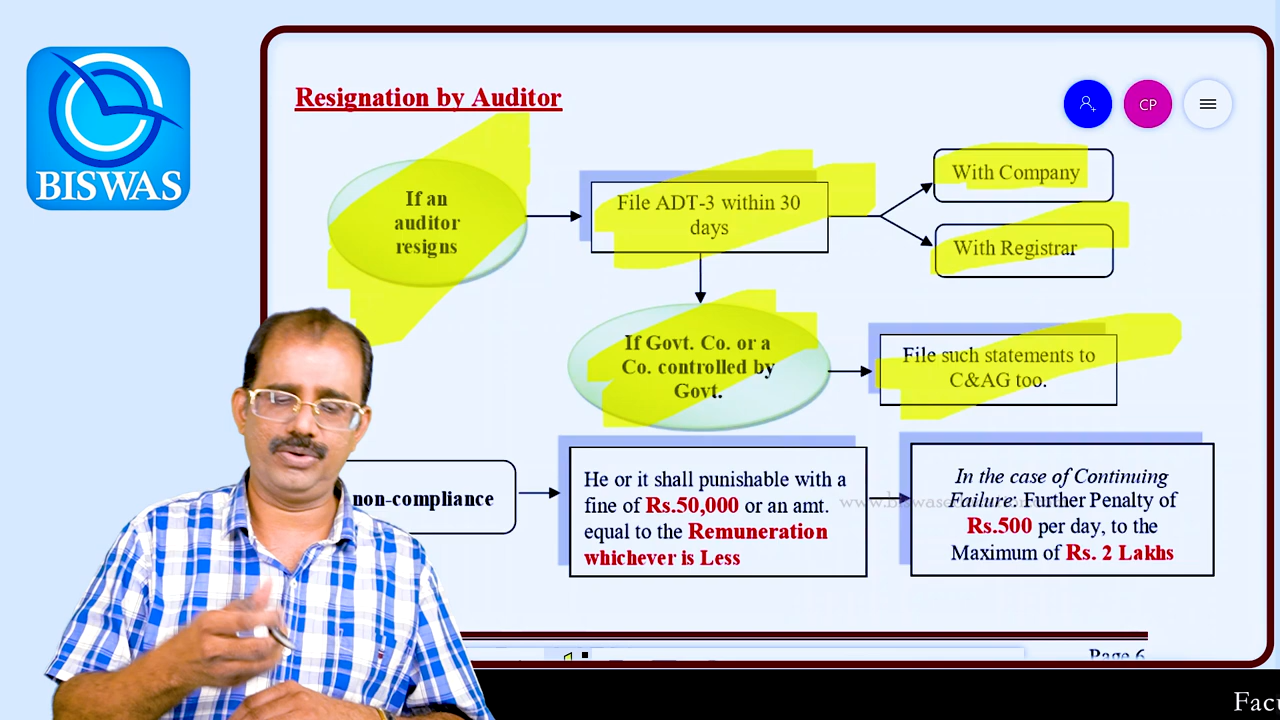 BISWAS
Resignation by Auditor
CP
If an
auditor
resigns
File ADT-3 within 30
days
With Company
With Registrar
If Govt. Co. or a
Co. controlled by
Govt.
File such statements to
C&AG too.
non-compliance
He or it shall punishable with a
fine of Rs.50,000 or an amt.
equal to the Remuneration
whichever is Less
In the case of Continuing
Failure: Further Penalty of
Rs.500 per day, to the
Maximum of Rs. 2 Lakhs
Page 6
Facu